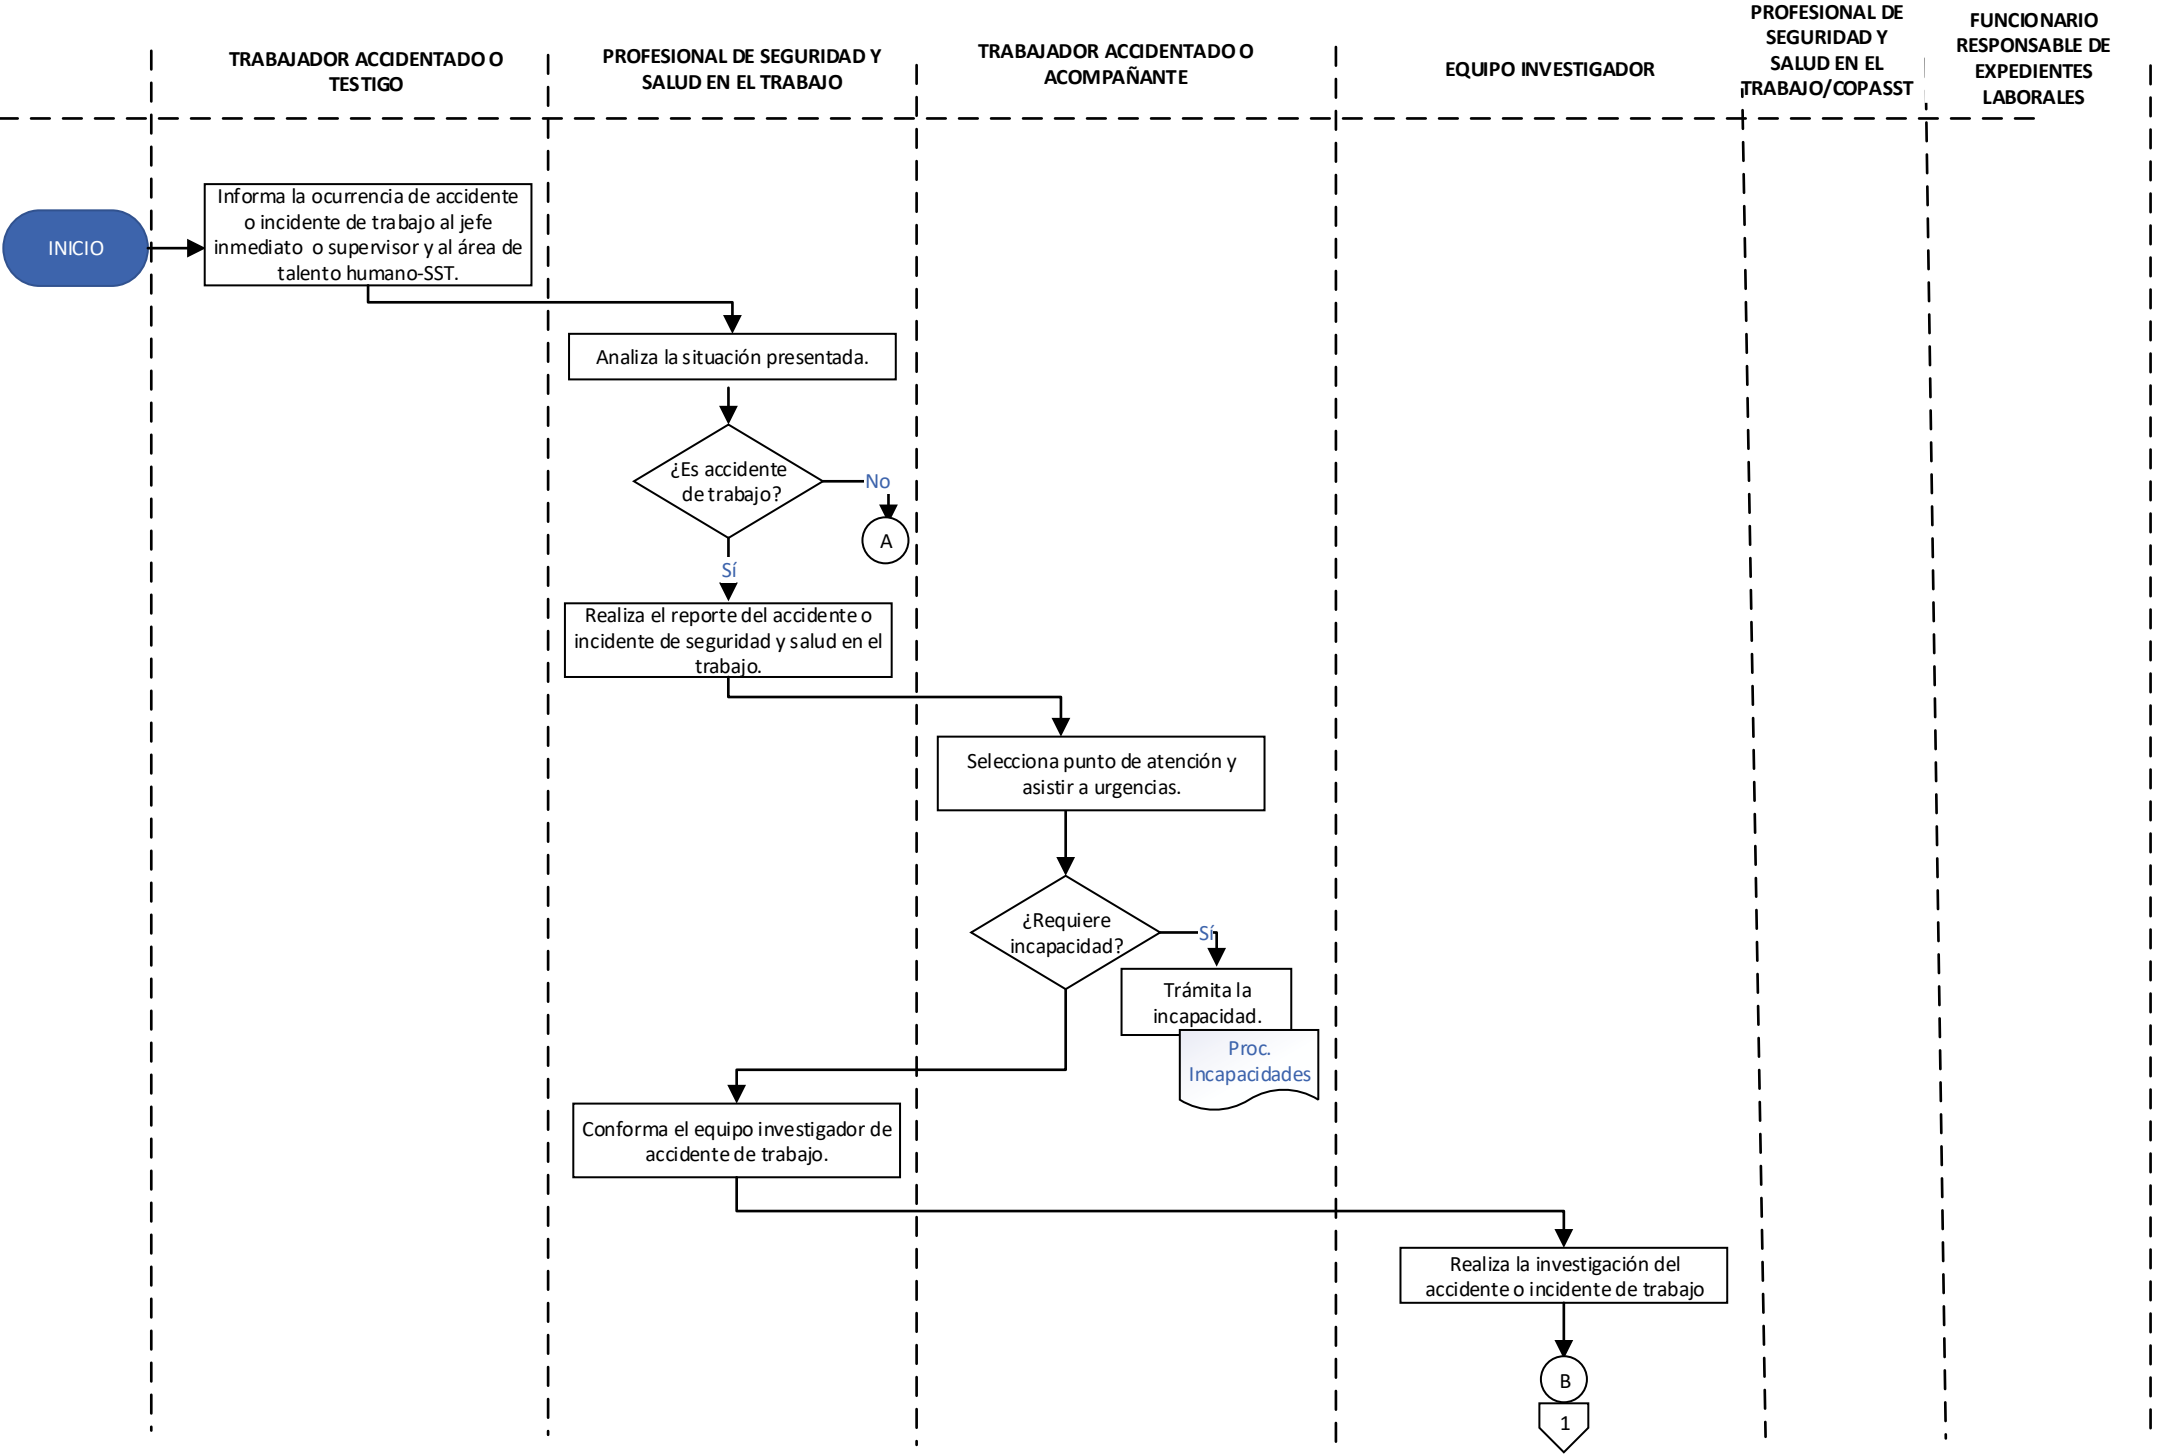 TRABAJADOR ACCIDENTADO O
TESTIGO
PROFESIONAL DE SEGURIDAD Y
SALUD EN EL TRABAJO
TRABAJADOR ACCIDENTADO O
ACOMPAÑANTE
EQUIPO INVESTIGADOR
PROFESIONAL DE
SEGURIDAD Y
SALUD EN EL
TRABAJO/COPASST
FUNCIONARIO
RESPONSABLE DE
EXPEDIENTES
LABORALES
INICIO
Informa la ocurrencia de accidente
o incidente de trabajo al jefe
inmediato o supervisor y al área de
talento humano-SST.
Analiza la situación presentada.
¿Es accidente
de trabajo?
No
A
Sí
Realiza el reporte del accidente o
incidente de seguridad y salud en el
trabajo.
Selecciona punto de atención y
asistir a urgencias.
¿Requiere
incapacidad?
Sí
Trámita la
incapacidad.
Proc.
Incapacidades
Conforma el equipo investigador de
accidente de trabajo.
Realiza la investigación del
accidente o incidente de trabajo
B
1